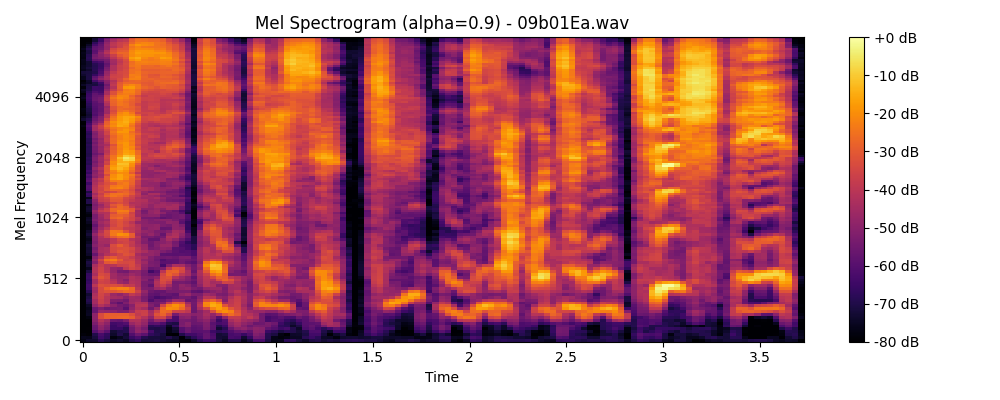 Mel Spectrogram (alpha=0.9) - 09b01Ea.wav
Mel Frequency
4096
2048
1024
512
0
0
0.5
1
1.5
2
2.5
3
3.5
Time
+0 dB
-10 dB
-20 dB
-30 dB
-40 dB
-50 dB
-60 dB
-70 dB
-80 dB